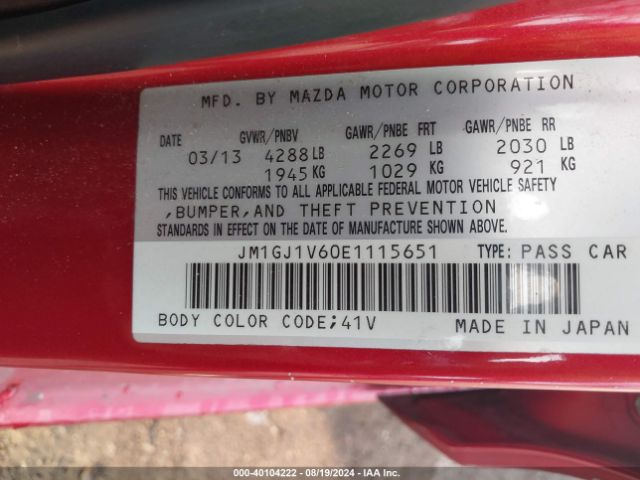 MFD. BY MAZDA MOTOR CORPORATION
DATE GVWR/PNBV GAWR/PNBE FRT GAWR/PNBE RR
03/13 4288 LB 2269 LB 2030 LB
1945 KG 1029 KG 921 KG
THIS VEHICLE CONFORMS TO ALL APPLICABLE FEDERAL MOTOR VEHICLE SAFETY
,BUMPER,AND THEFT PREVENTION
STANDARDS IN EFFECT ON THE DATE OF MANUFACTURE SHOWN ABOVE.
JM1GJ1V60E1115651 TYPE: PASS CAR
BODY COLOR CODE;41V MADE IN JAPAN
000-40104222 - 08/19/2024 - IAA Inc.